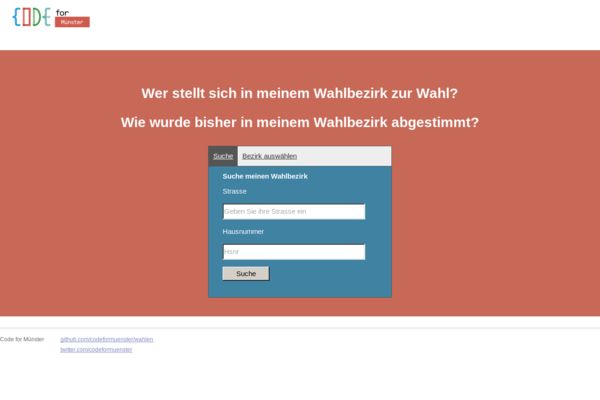 CODE for
Münster
Wer stellt sich in meinem Wahlbezirk zur Wahl?
Wie wurde bisher in meinem Wahlbezirk abgestimmt?
Suche Bezirk auswählen
Suche meinen Wahlbezirk
Strasse
Geben Sie ihre Strasse ein
Hausnummer
Hsnr
Suche
Code for Münster github.com/codeformuenster/wahlen
twitter.com/codeformuenster